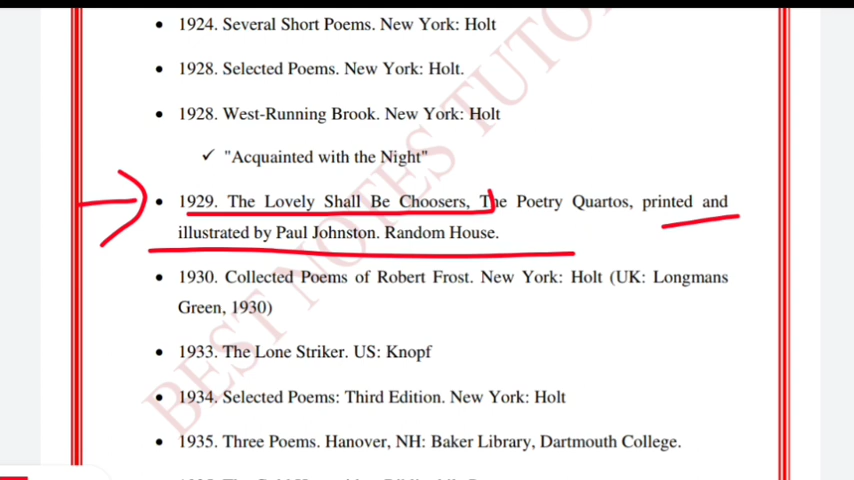 • 1924. Several Short Poems. New York: Holt
• 1928. Selected Poems. New York: Holt.
• 1928. West-Running Brook. New York: Holt
✓ "Acquainted with the Night"
• 1929. The Lovely Shall Be Choosers, The Poetry Quartos, printed and
illustrated by Paul Johnston. Random House.
• 1930. Collected Poems of Robert Frost. New York: Holt (UK: Longmans
Green, 1930)
• 1933. The Lone Striker. US: Knopf
• 1934. Selected Poems: Third Edition. New York: Holt
• 1935. Three Poems. Hanover, NH: Baker Library, Dartmouth College.
BEST NOTES TUTOR